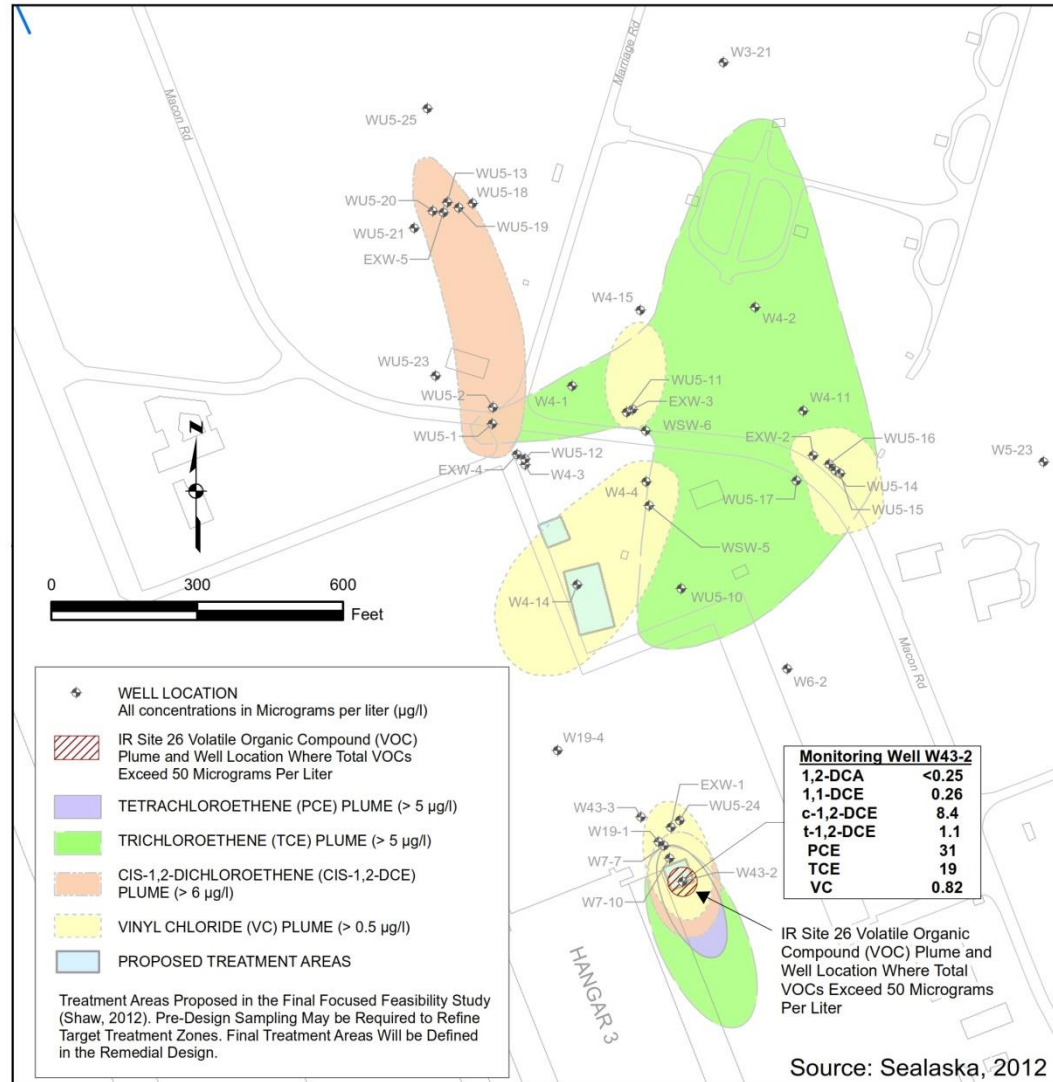 W3-21
Marriage Rd
Macon Rd
WU5-25
WU5-13
WU5-18
WU5-20
WU5-19
WU5-21
EXW-5
W4-15
W4-2
WU5-23
WU5-11
WU5-2
W4-1
EXW-3
W4-11
WSW-6
WU5-16
EXW-2
WU5-1
W5-23
WU5-12
EXW-4
W4-3
W4-4
WU5-17
WU5-14
WU5-15
WSW-5
Z
0 300 600
Feet
W4-14
WU5-10
Macon Rd
W6-2
WELL LOCATION
All concentrations in Micrograms per liter (µg/l)
IR Site 26 Volatile Organic Compound (VOC)
Plume and Well Location Where Total VOCs
Exceed 50 Micrograms Per Liter
TETRACHLOROETHENE (PCE) PLUME (> 5 µg/l)
TRICHLOROETHENE (TCE) PLUME (> 5 µg/l)
CIS-1,2-DICHLOROETHENE (CIS-1,2-DCE)
PLUME (> 6 µg/l)
VINYL CHLORIDE (VC) PLUME (> 0.5 µg/l)
PROPOSED TREATMENT AREAS
Treatment Areas Proposed in the Final Focused Feasibility Study
(Shaw, 2012). Pre-Design Sampling May be Required to Refine
Target Treatment Zones. Final Treatment Areas Will be Defined
in the Remedial Design.
W19-4
EXW-1
W43-3
WU5-24
W19-1
W7-7
W43-2
W7-10
HANGAR 3
Monitoring Well W43-2
1,2-DCA <0.25
1,1-DCE 0.26
c-1,2-DCE 8.4
t-1,2-DCE 1.1
PCE 31
TCE 19
VC 0.82
IR Site 26 Volatile Organic
Compound (VOC) Plume and
Well Location Where Total
VOCs Exceed 50 Micrograms
Per Liter
Source: Sealaska, 2012